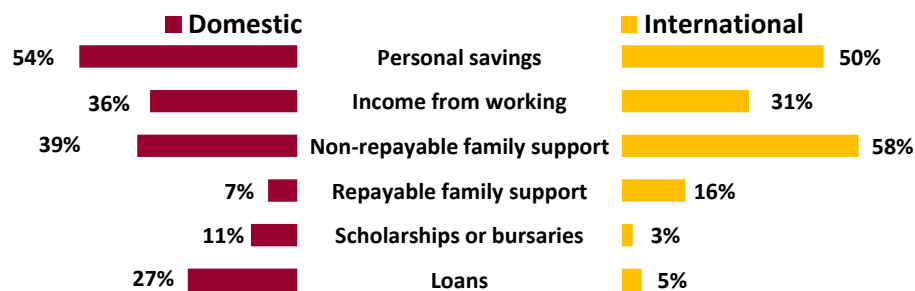 Domestic International
54% Personal savings 50%
36% Income from working 31%
39% Non-repayable family support 58%
7% Repayable family support 16%
11% Scholarships or bursaries 3%
27% Loans 5%